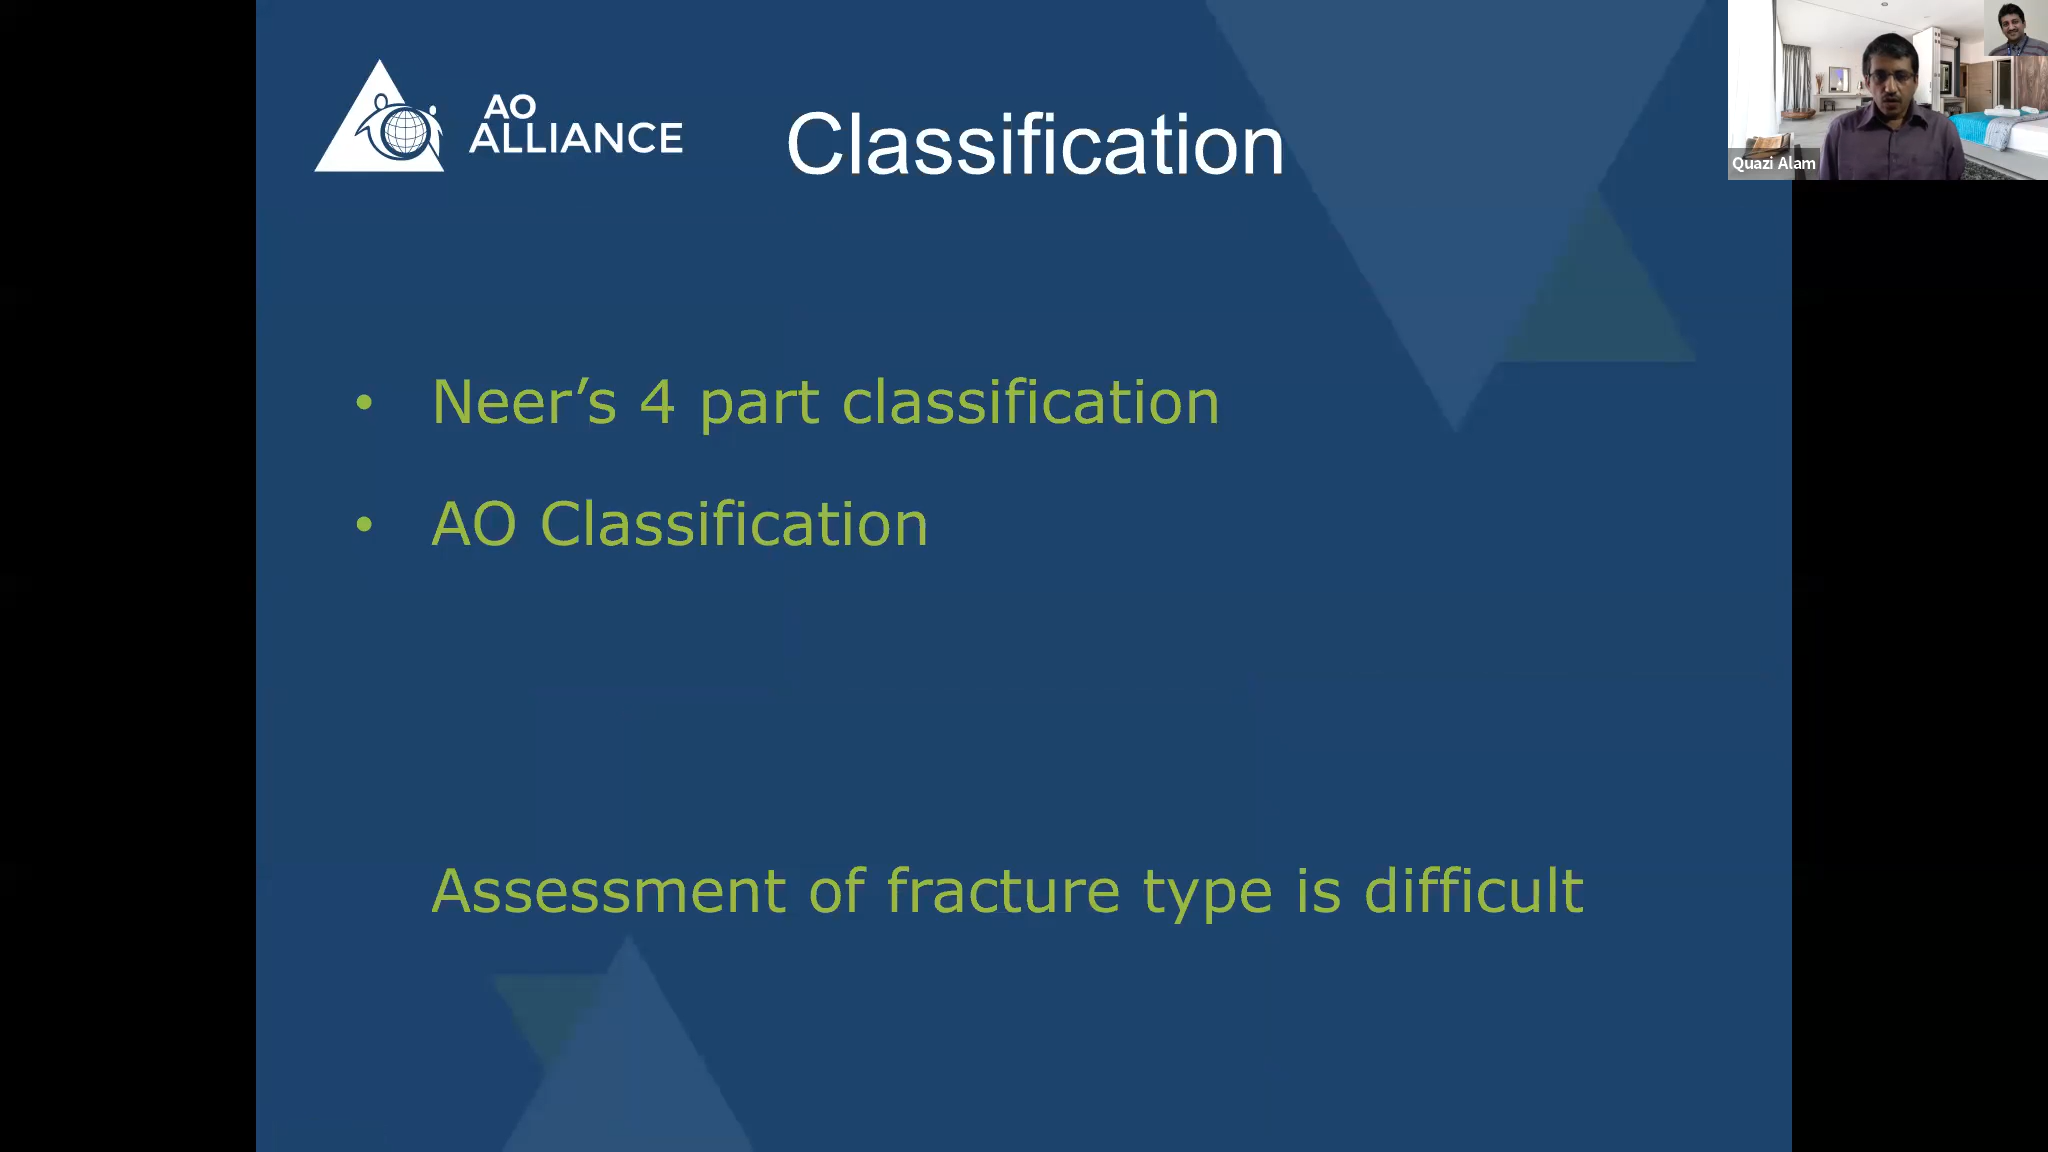 AO
ALLIANCE
Classification
Quazi Alam
• Neer’s 4 part classification
• AO Classification
Assessment of fracture type is difficult